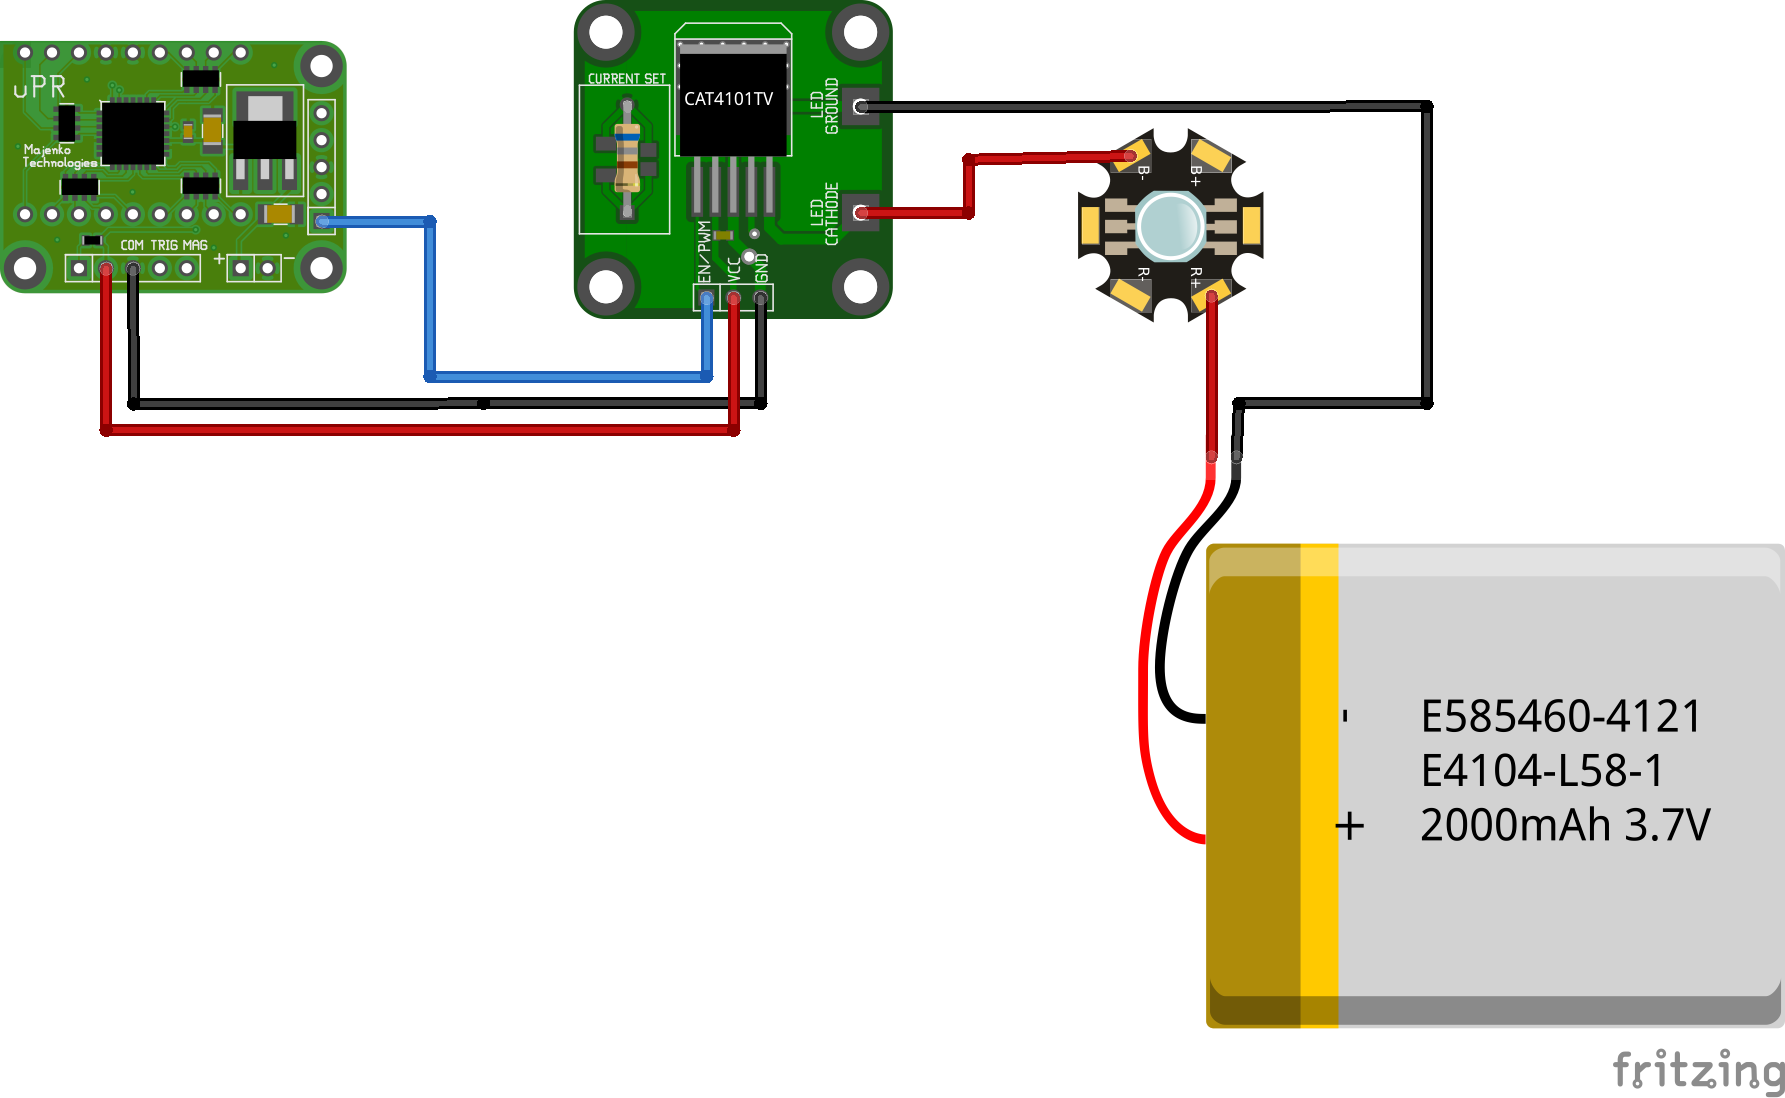 uPR
Majenko
Technologies
COM TRIG MAG
+ −
CURRENT SET
CAT4101TV
LED
GROUND
LED
CATHODE
EN/PWM
VCC
GND
B-
B+
R-
R+
- E585460-4121
E4104-L58-1
+ 2000mAh 3.7V
fritzing